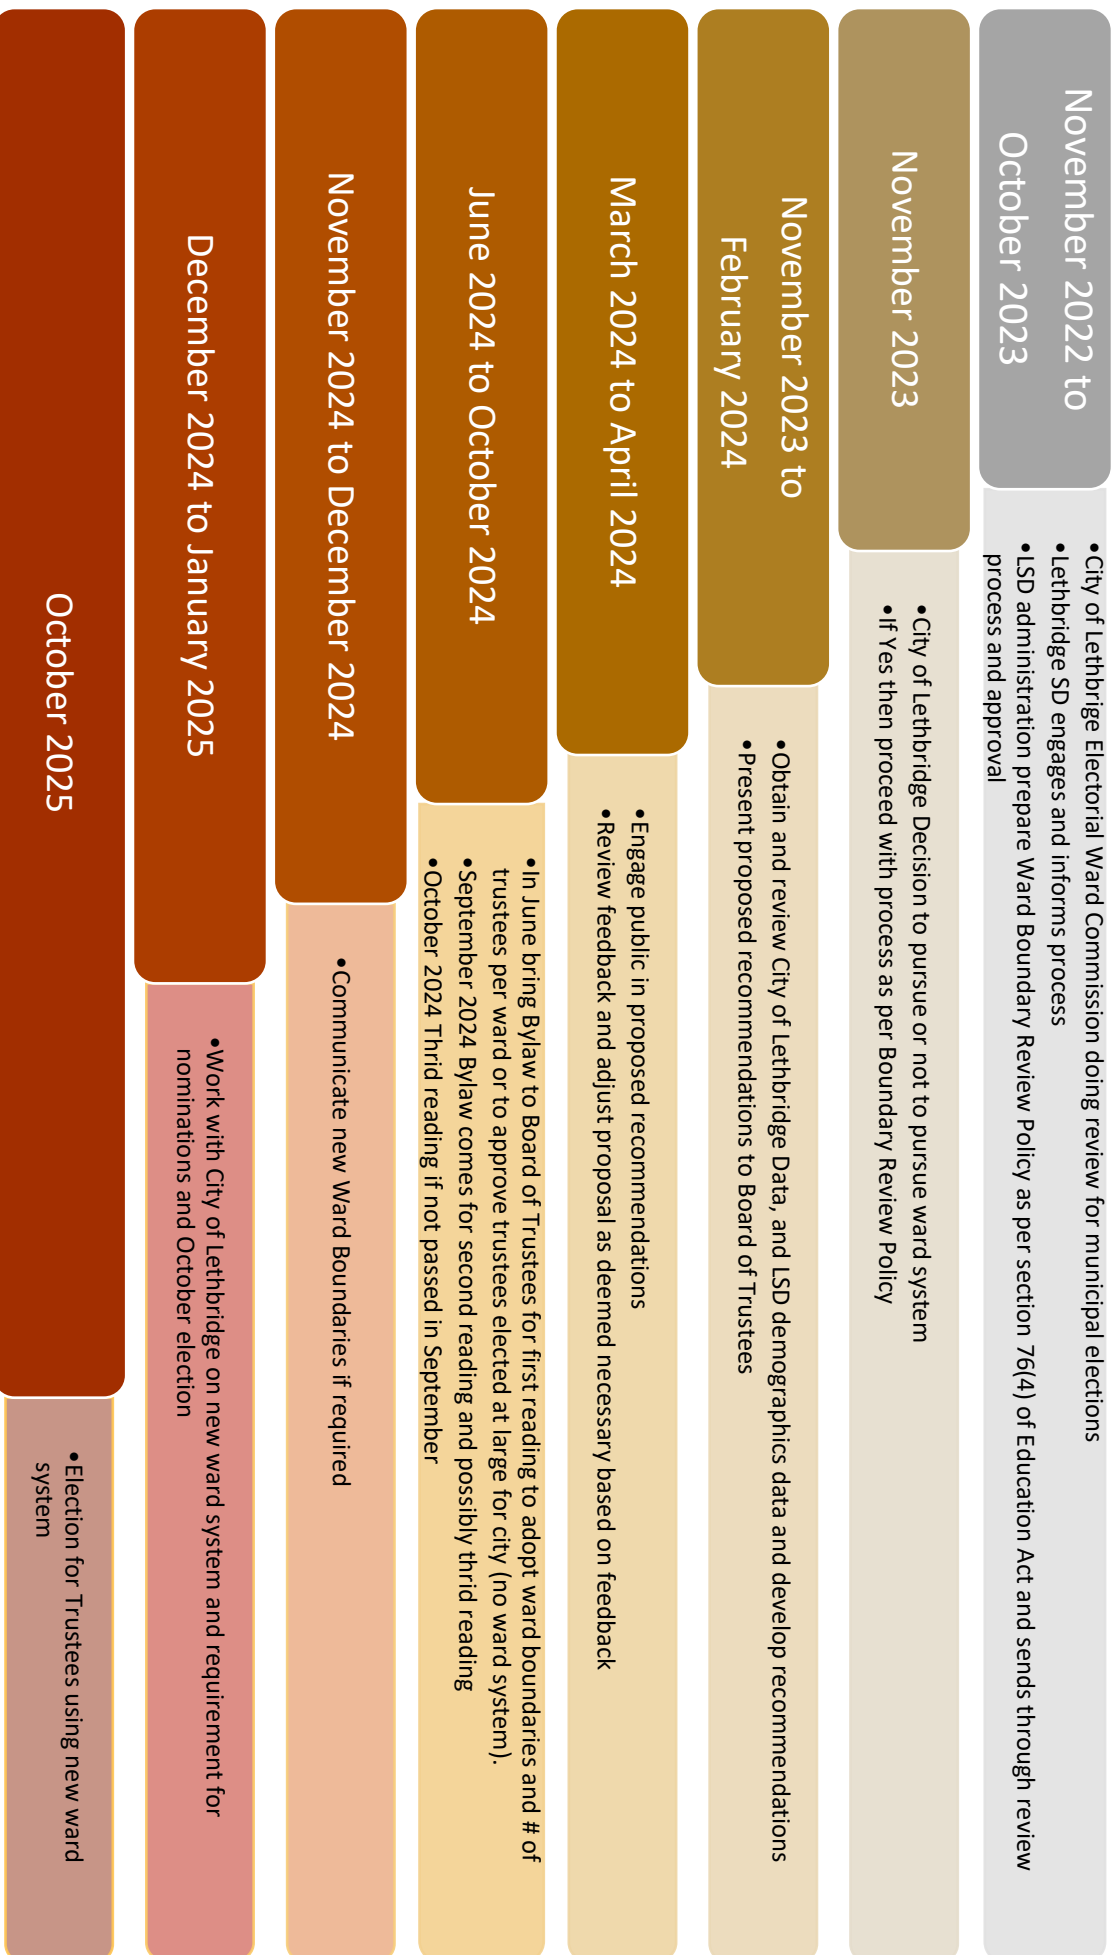 November 2022 to
October 2023
•City of Lethbrige Electorial Ward Commission doing review for municipal elections
•Lethbridge SD engages and informs process
•LSD administration prepare Ward Boundary Review Policy as per section 76(4) of Education Act and sends through review
process and approval
November 2023
•City of Lethbridge Decision to pursue or not to pursue ward system
•If Yes then proceed with process as per Boundary Review Policy
November 2023 to
February 2024
•Obtain and review City of Lethbridge Data, and LSD demographics data and develop recommendations
•Present proposed recommendations to Board of Trustees
March 2024 to April 2024
•Engage public in proposed recommendations
•Review feedback and adjust proposal as deemed necessary based on feedback
June 2024 to October 2024
•In June bring Bylaw to Board of Trustees for first reading to adopt ward boundaries and # of
trustees per ward or to approve trustees elected at large for city (no ward system).
•September 2024 Bylaw comes for second reading and possibly thrid reading
•October 2024 Thrid reading if not passed in September
November 2024 to December 2024
•Communicate new Ward Boundaries if required
December 2024 to January 2025
•Work with City of Lethbridge on new ward system and requirement for
nominations and October election
October 2025
•Election for Trustees using new ward
system